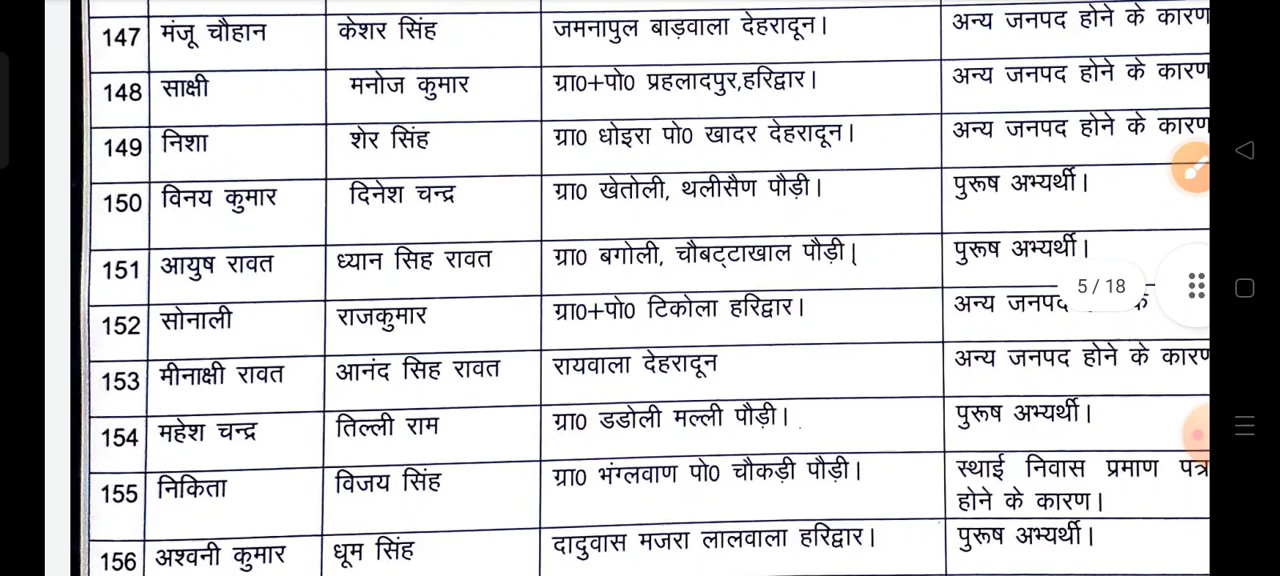 147 मंजू चौहान केशर सिंह जमनापुल बाड़वाला देहरादून। अन्य जनपद होने के कारण
148 साक्षी मनोज कुमार ग्रा0+पो0 प्रहलादपुर,हरिद्वार। अन्य जनपद होने के कारण
149 निशा शेर सिंह ग्रा0 धोइरा पो0 खादर देहरादून। अन्य जनपद होने के कारण
150 विनय कुमार दिनेश चन्द्र ग्रा0 खेतोली, थलीसैण पौड़ी। पुरूष अभ्यर्थी।
151 आयुष रावत ध्यान सिह रावत ग्रा0 बगोली, चौबट्टाखाल पौड़ी। पुरूष अभ्यर्थी।
5 / 18
152 सोनाली राजकुमार ग्रा0+पो0 टिकोला हरिद्वार। अन्य जनपद के
153 मीनाक्षी रावत आनंद सिह रावत रायवाला देहरादून अन्य जनपद होने के कारण
154 महेश चन्द्र तिल्ली राम ग्रा0 डडोली मल्ली पौड़ी। पुरूष अभ्यर्थी।
155 निकिता विजय सिंह ग्रा0 भंग्लवाण पो0 चौकड़ी पौड़ी। स्थाई निवास प्रमाण पत्र
होने के कारण।
156 अश्वनी कुमार धूम सिंह दादुवास मजरा लालवाला हरिद्वार। पुरूष अभ्यर्थी।